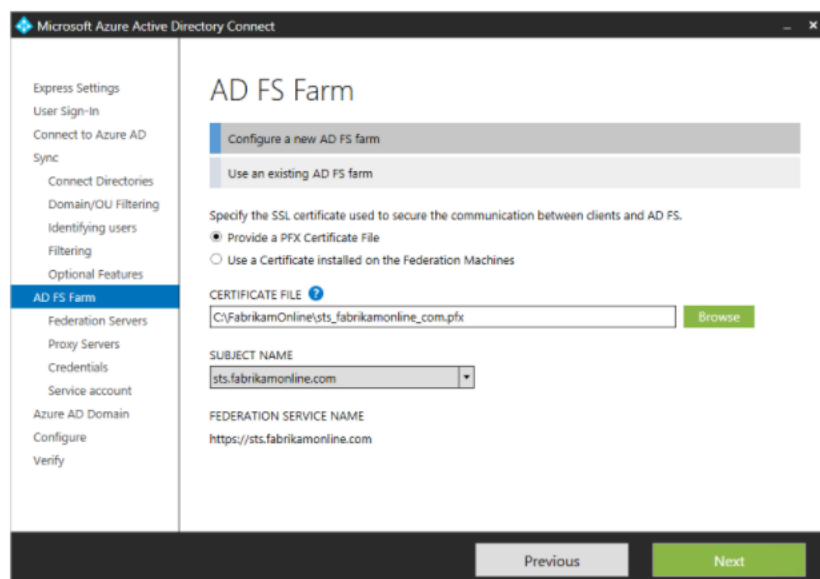 Microsoft Azure Active Directory Connect
Express Settings
User Sign-In
Connect to Azure AD
Sync
Connect Directories
Domain/OU Filtering
Identifying users
Filtering
Optional Features
AD FS Farm
Federation Servers
Proxy Servers
Credentials
Service account
Azure AD Domain
Configure
Verify
AD FS Farm
Configure a new AD FS farm
Use an existing AD FS farm
Specify the SSL certificate used to secure the communication between clients and AD FS.
Provide a PFX Certificate File
Use a Certificate installed on the Federation Machines
CERTIFICATE FILE ?
C:\FabrikamOnline\sts_fabrikamonline_com.pfx
Browse
SUBJECT NAME
sts.fabrikamonline.com
FEDERATION SERVICE NAME
https://sts.fabrikamonline.com
Previous
Next